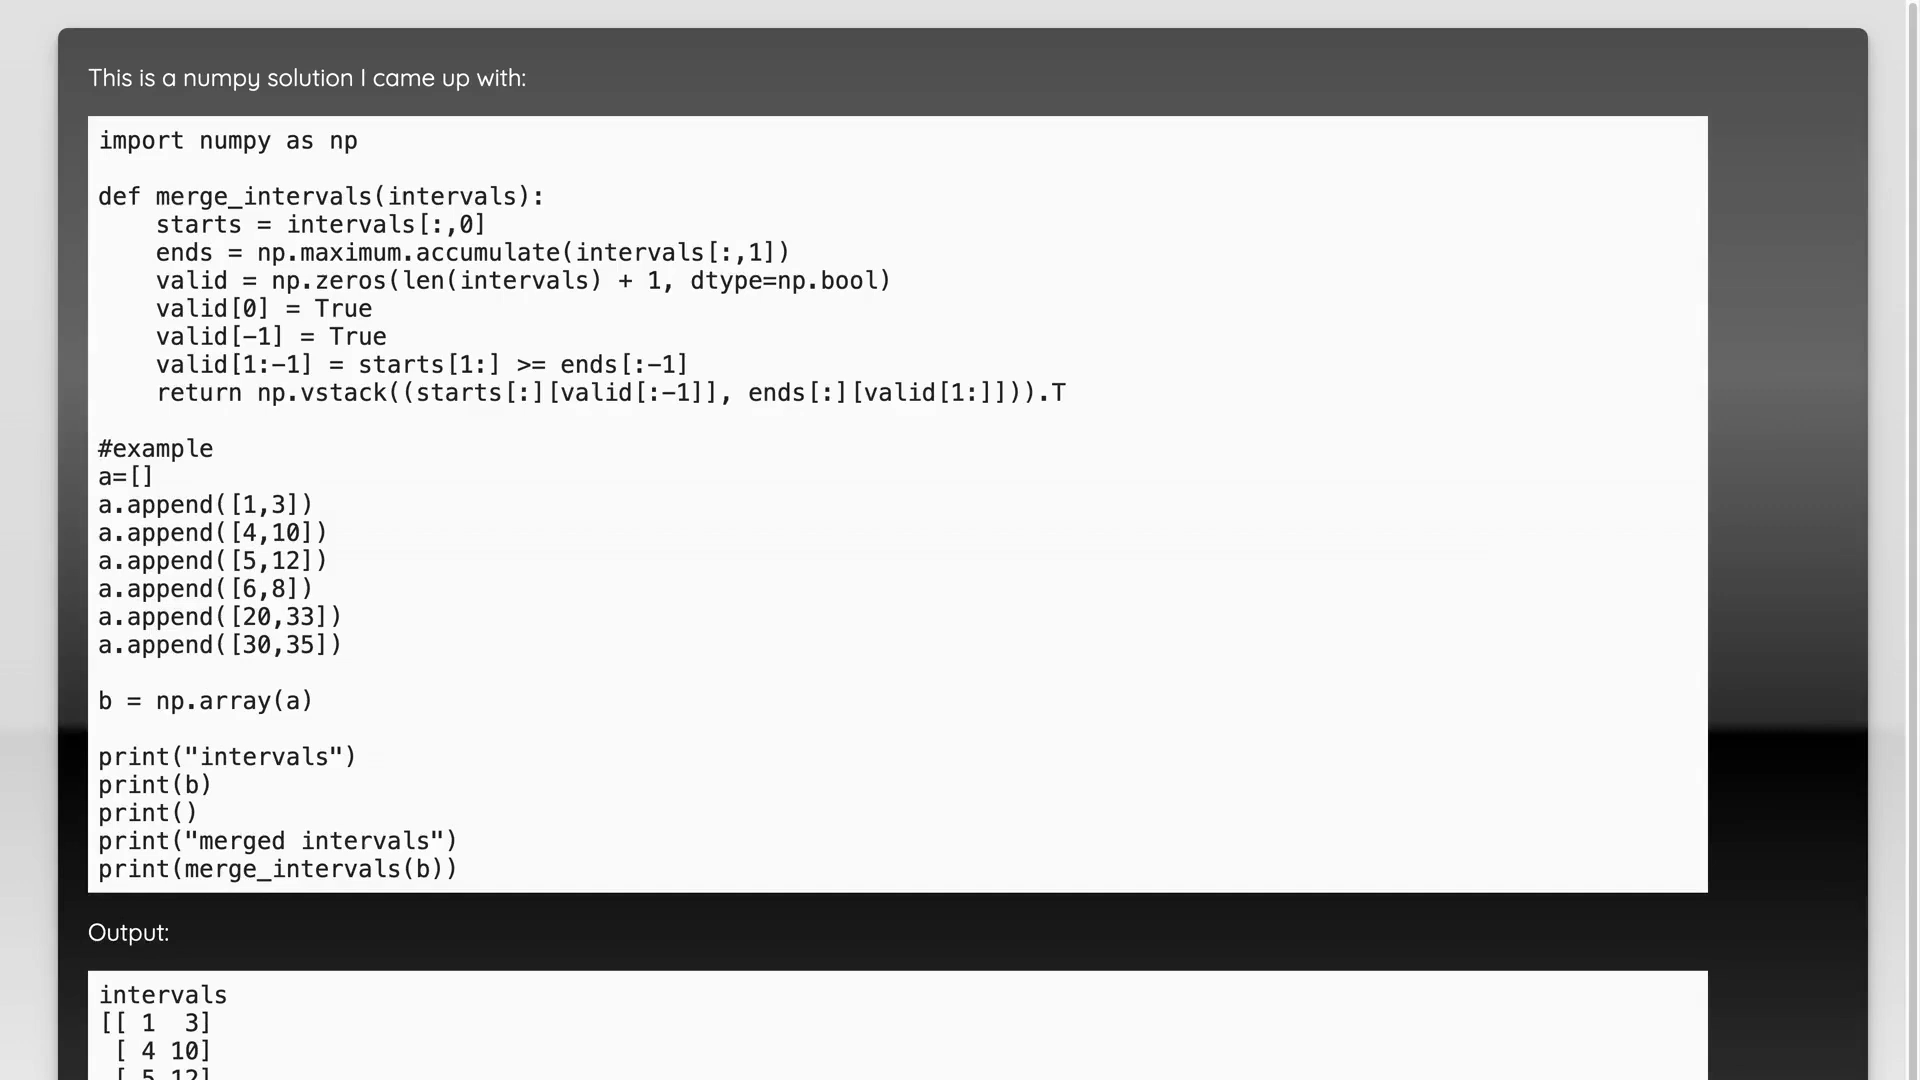 This is a numpy solution I came up with:
import numpy as np
def merge_intervals(intervals):
    starts = intervals[:,0]
    ends = np.maximum.accumulate(intervals[:,1])
    valid = np.zeros(len(intervals) + 1, dtype=np.bool)
    valid[0] = True
    valid[-1] = True
    valid[1:-1] = starts[1:] >= ends[:-1]
    return np.vstack((starts[:][valid[:-1]], ends[:][valid[1:]])).T
#example
a=[]
a.append([1,3])
a.append([4,10])
a.append([5,12])
a.append([6,8])
a.append([20,33])
a.append([30,35])
b = np.array(a)
print("intervals")
print(b)
print()
print("merged intervals")
print(merge_intervals(b))
Output:
intervals
[[ 1  3]
 [ 4 10]
 [ 5 12]